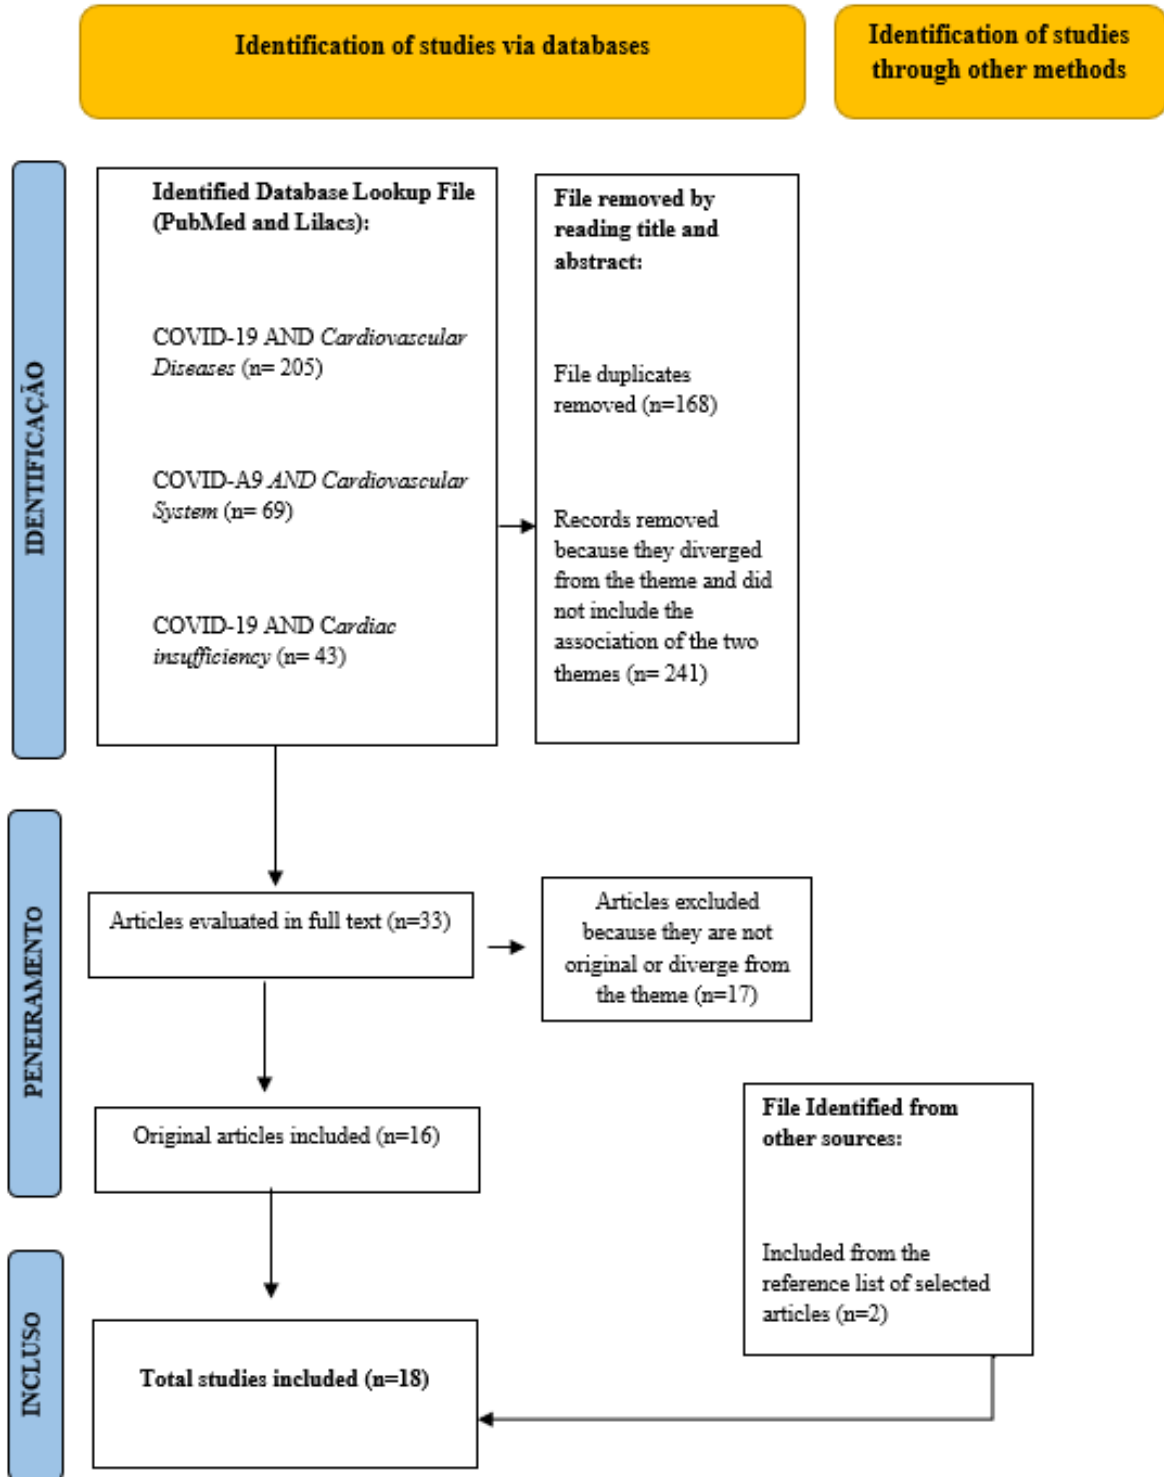 Identification of studies via databases
Identification of studies
through other methods
IDENTIFICAÇÃO
Identified Database Lookup File
(PubMed and Lilacs):
COVID-19 AND Cardiovascular
Diseases (n= 205)
COVID-A9 AND Cardiovascular
System (n= 69)
COVID-19 AND Cardiac
insufficiency (n= 43)
File removed by
reading title and
abstract:
File duplicates
removed (n=168)
Records removed
because they diverged
from the theme and did
not include the
association of the two
themes (n= 241)
PENEIRAMENTO
Articles evaluated in full text (n=33)
Articles excluded
because they are not
original or diverge from
the theme (n=17)
Original articles included (n=16)
File Identified from
other sources:
Included from the
reference list of selected
articles (n=2)
INCLUSO
Total studies included (n=18)